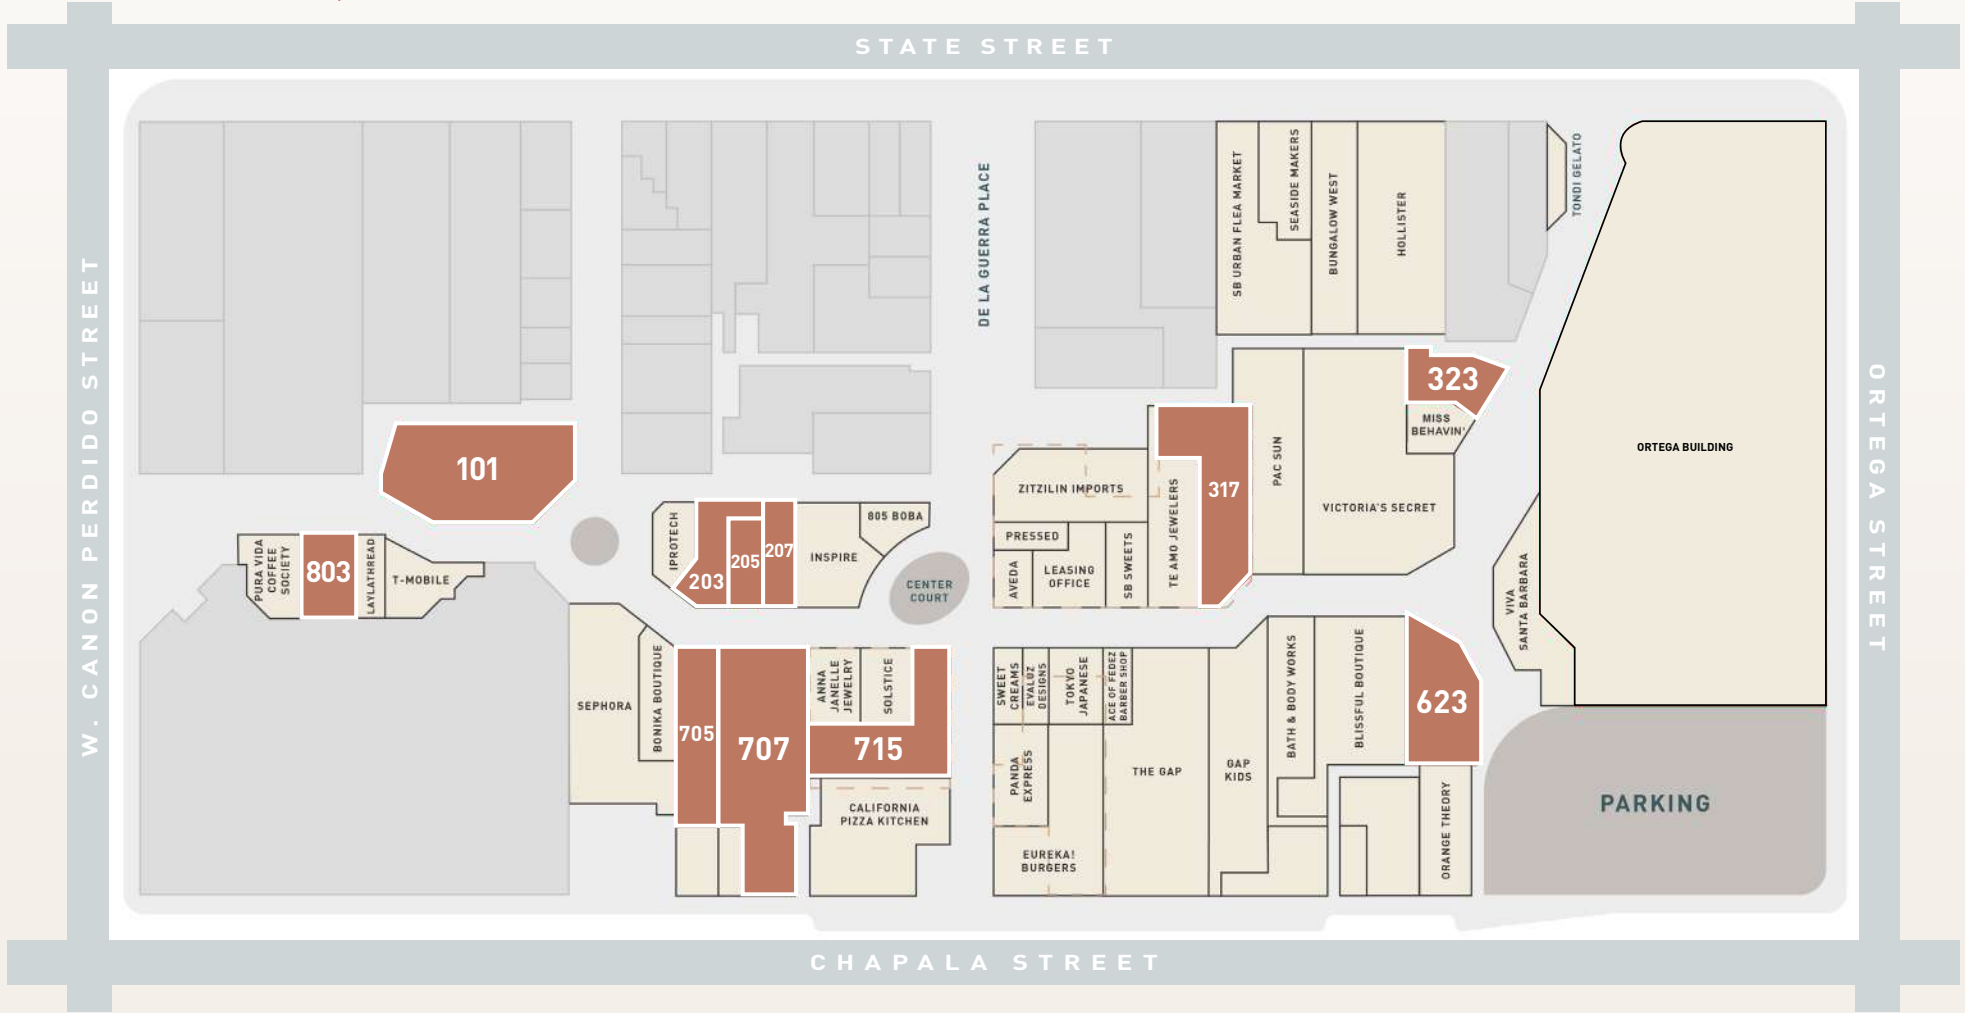 STATE STREET
W. CANON PERDIDO STREET
DE LA GUERRA PLACE
SB URBAN FLEA MARKET
SEASIDE MAKERS
BUNGALOW WEST
HOLLISTER
TONDI GELATO
ORTEGA STREET
ORTEGA BUILDING
323
MISS
BEHAVIN'
101
PAC SUN
VICTORIA'S SECRET
317
ZITZILIN IMPORTS
TE AMO JEWELERS
PRESSED
AVEDA
LEASING
OFFICE
SB SWEETS
IPROTECH
203
205
207
INSPIRE
805 BOBA
CENTER
COURT
PURA VIDA
COFFEE
SOCIETY
803
LAYLATHREAD
T-MOBILE
VIVA
SANTA BARBARA
SEPHORA
BONIKA BOUTIQUE
705
707
ANNA
JANELLE
JEWELRY
SOLSTICE
715
CALIFORNIA
PIZZA KITCHEN
SWEET
CREAMS
EVALUZ
DESIGNS
TOKYO
JAPANESE
ACE OF FEDEZ
BARBER SHOP
PANDA
EXPRESS
EUREKA!
BURGERS
THE GAP
GAP
KIDS
BATH & BODY WORKS
BLISSFUL BOUTIQUE
623
ORANGE THEORY
PARKING
CHAPALA STREET